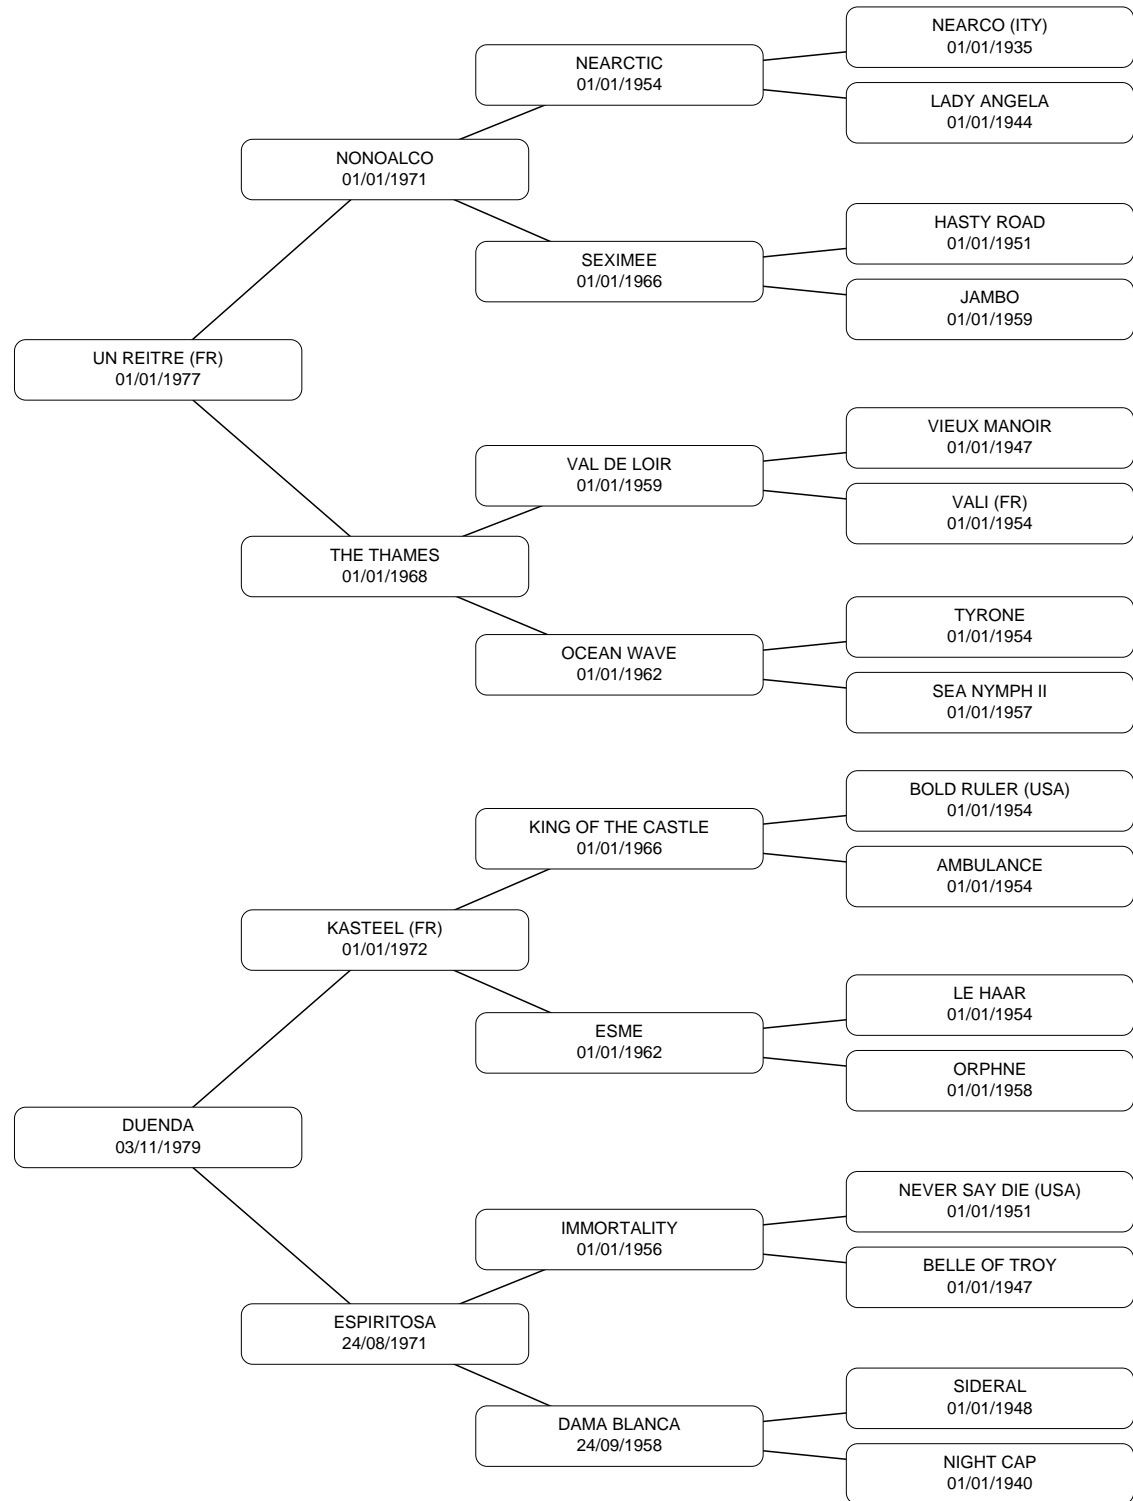 NEARCO (ITY)
01/01/1935
NEARCTIC
01/01/1954
LADY ANGELA
01/01/1944
NONOALCO
01/01/1971
HASTY ROAD
01/01/1951
SEXIMEE
01/01/1966
JAMBO
01/01/1959
UN REITRE (FR)
01/01/1977
VIEUX MANOIR
01/01/1947
VAL DE LOIR
01/01/1959
VALI (FR)
01/01/1954
THE THAMES
01/01/1968
TYRONE
01/01/1954
OCEAN WAVE
01/01/1962
SEA NYMPH II
01/01/1957
BOLD RULER (USA)
01/01/1954
KING OF THE CASTLE
01/01/1966
AMBULANCE
01/01/1954
KASTEEL (FR)
01/01/1972
LE HAAR
01/01/1954
ESME
01/01/1962
ORPHNE
01/01/1958
DUENDA
03/11/1979
NEVER SAY DIE (USA)
01/01/1951
IMMORTALITY
01/01/1956
BELLE OF TROY
01/01/1947
ESPIRITOSA
24/08/1971
SIDERAL
01/01/1948
DAMA BLANCA
24/09/1958
NIGHT CAP
01/01/1940